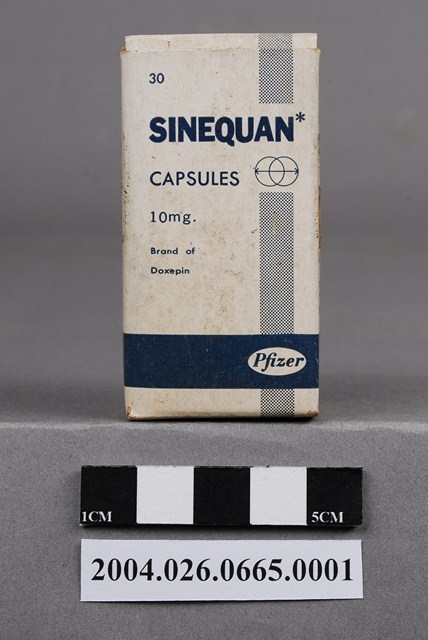 30
SINEQUAN*
CAPSULES
10mg.
Brand of
Doxepin
Pfizer
1CM 5CM
2004.026.0665.0001